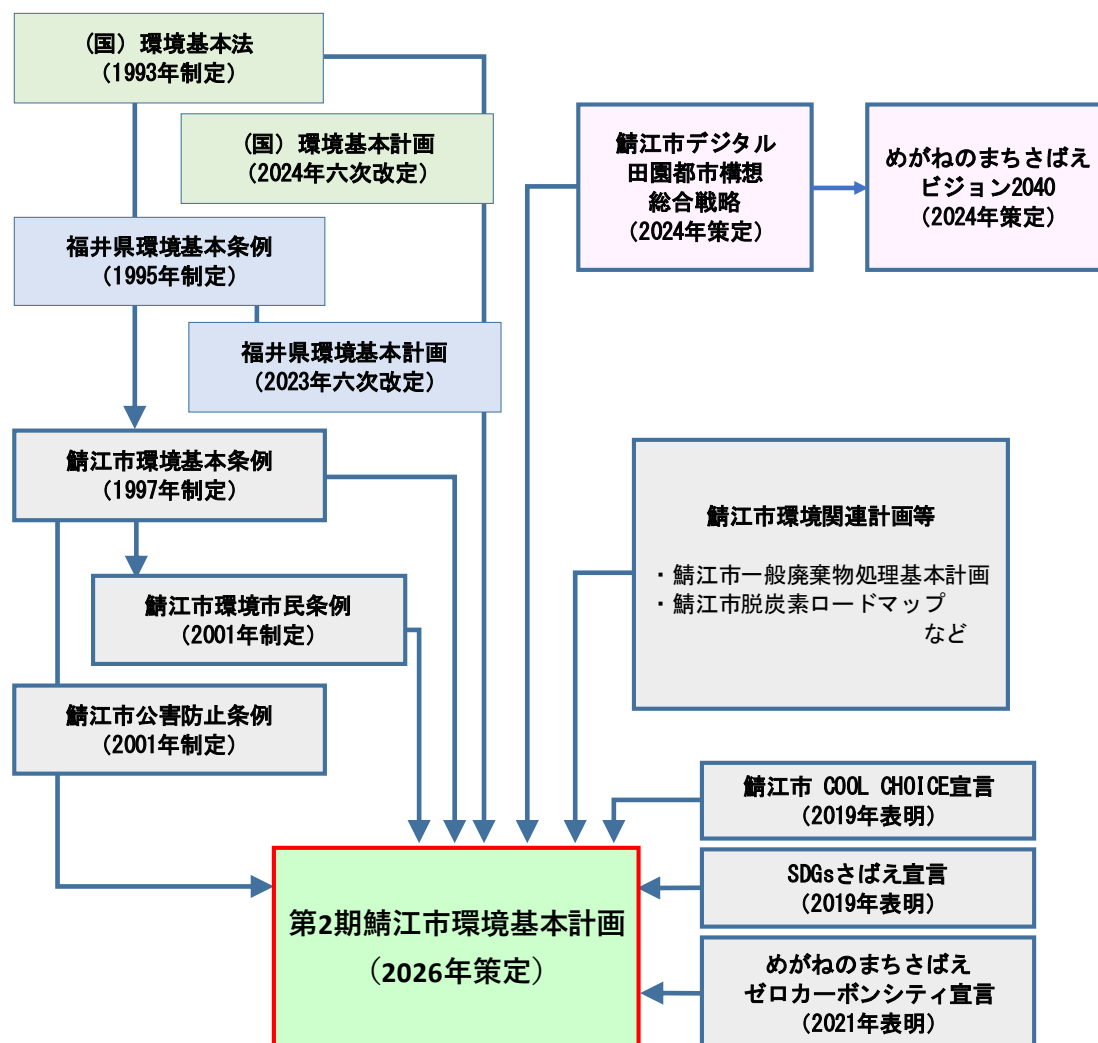 (国) 環境基本法
(1993年制定)
(国) 環境基本計画
(2024年六次改定)
福井県環境基本条例
(1995年制定)
福井県環境基本計画
(2023年六次改定)
鯖江市環境基本条例
(1997年制定)
鯖江市環境市民条例
(2001年制定)
鯖江市公害防止条例
(2001年制定)
鯖江市デジタル
田園都市構想
総合戦略
(2024年策定)
めがねのまちさばえ
ビジョン2040
(2024年策定)
鯖江市環境関連計画等
・鯖江市一般廃棄物処理基本計画
・鯖江市脱炭素ロードマップ
など
鯖江市 COOL CHOICE宣言
(2019年表明)
SDGsさばえ宣言
(2019年表明)
めがねのまちさばえ
ゼロカーボンシティ宣言
(2021年表明)
第2期鯖江市環境基本計画
(2026年策定)